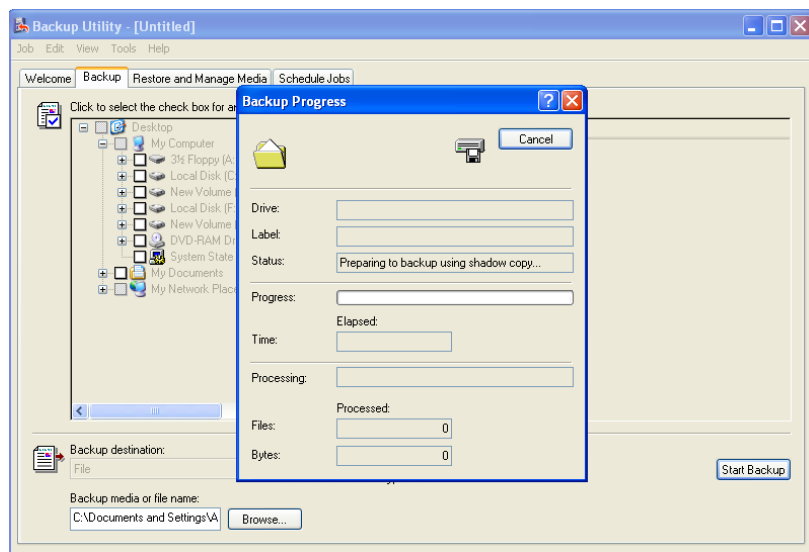 Backup Utility - [Untitled]
Job Edit View Tools Help
Welcome Backup Restore and Manage Media Schedule Jobs
Click to select the check box for
Desktop
My Computer
3½ Floppy (A:
Local Disk (C:
New Volume
Local Disk (F:
New Volume
DVD-RAM
System State
My Documents
My Network
Backup destination:
File
Backup media or file name:
C:\Documents and Settings\A
Browse...
Start Backup
Backup Progress
Cancel
Drive:
Label:
Status: Preparing to backup using shadow copy...
Progress:
Elapsed:
Time:
Processing:
Processed:
Files: 0
Bytes: 0